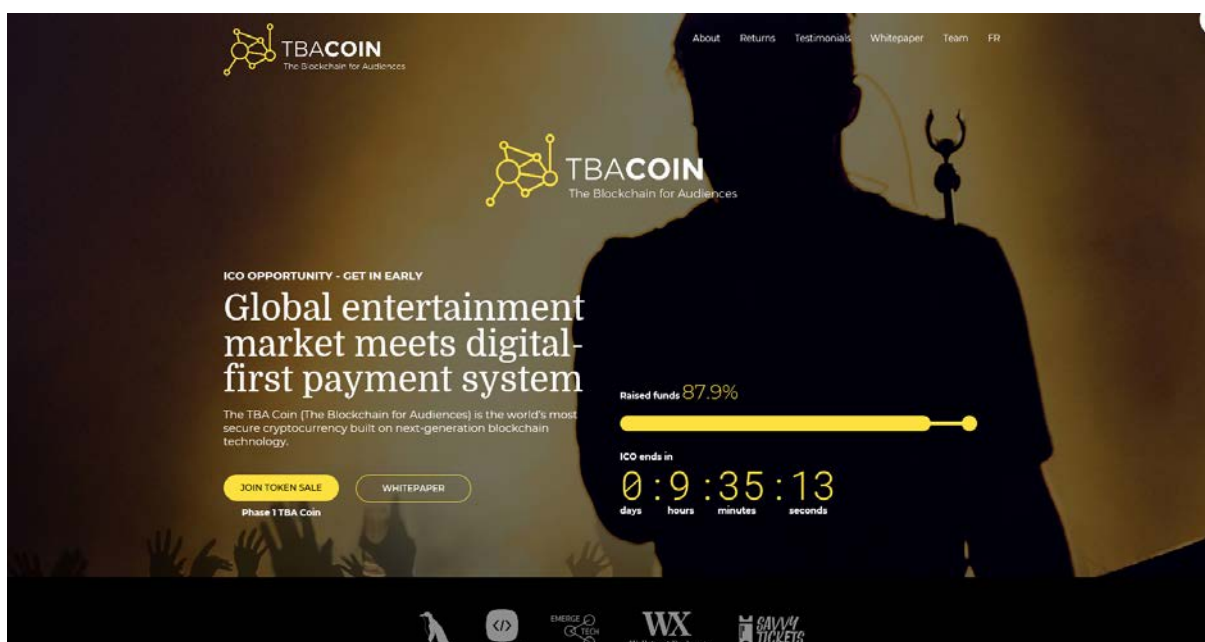 TBACOIN
The Blockchain for Audiences
About Returns Testimonials Whitepaper Team FR
TBACOIN
The Blockchain for Audiences
ICO OPPORTUNITY - GET IN EARLY
Global entertainment
market meets digital-
first payment system
The TBA Coin (The Blockchain for Audiences) is the world's most
secure cryptocurrency built on next-generation blockchain
technology.
JOIN TOKEN SALE
WHITEPAPER
Phase 1 TBA Coin
Raised funds 87.9%
ICO ends in
0 : 9 : 35 : 13
days hours minutes seconds
</>
EMERGE
TECH
WX
SAVVY
TICKETS